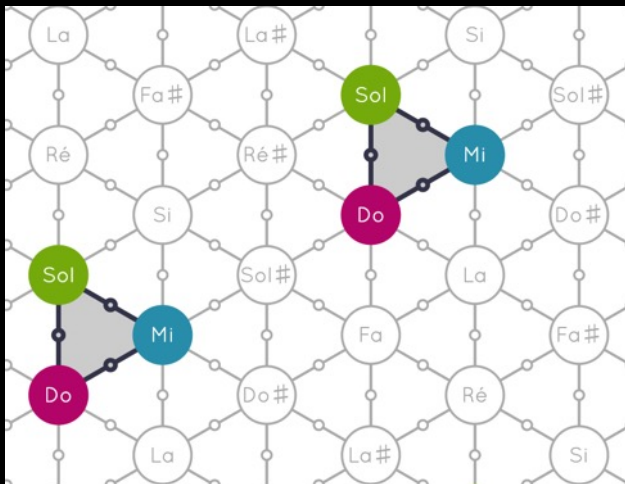 La La# Si
Fa# Sol Sol#
Ré Ré# Mi
Si Do Do#
Sol Sol# La
Mi Fa Fa#
Do Do# Ré
La La# Si